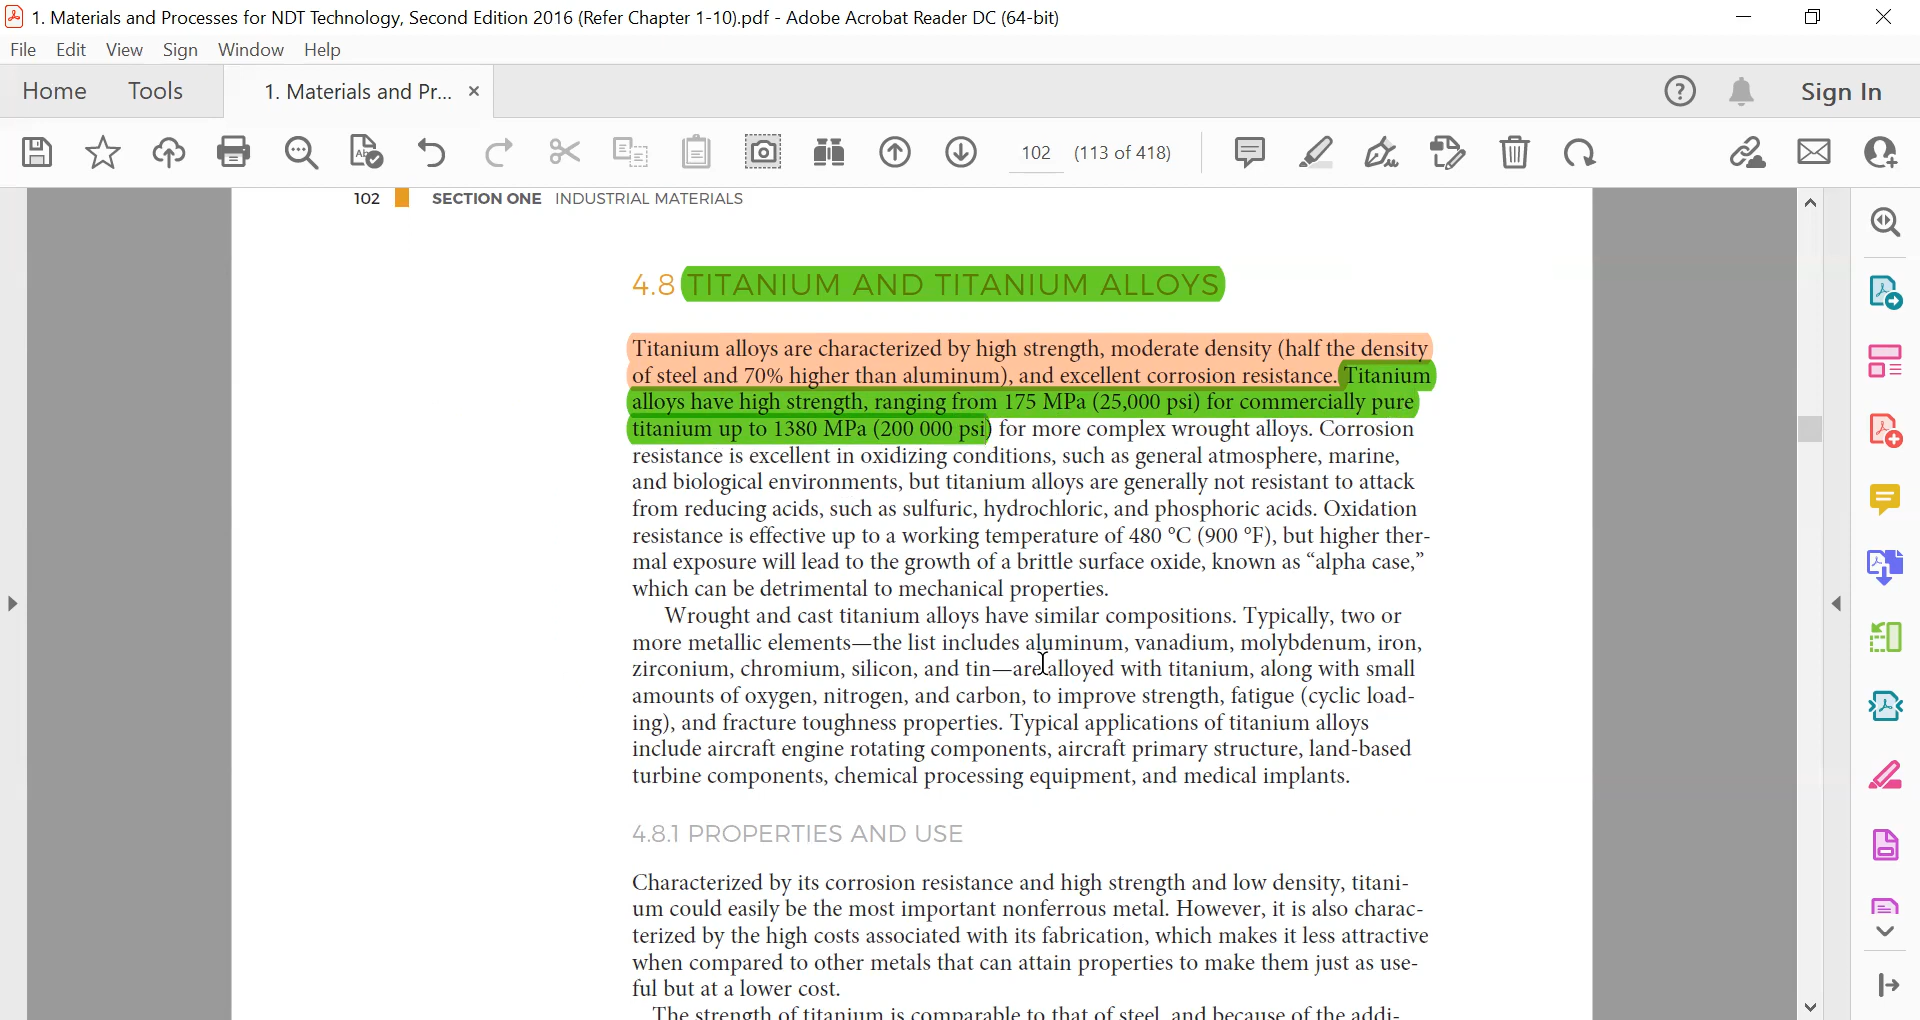 1. Materials and Processes for NDT Technology, Second Edition 2016 (Refer Chapter 1-10).pdf - Adobe Acrobat Reader DC (64-bit)
File Edit View Sign Window Help
Home Tools 1. Materials and Pr... × Sign In
102 (113 of 418)
102 SECTION ONE INDUSTRIAL MATERIALS
4.8 TITANIUM AND TITANIUM ALLOYS
Titanium alloys are characterized by high strength, moderate density (half the density
of steel and 70% higher than aluminum), and excellent corrosion resistance. Titanium
alloys have high strength, ranging from 175 MPa (25,000 psi) for commercially pure
titanium up to 1380 MPa (200 000 psi) for more complex wrought alloys. Corrosion
resistance is excellent in oxidizing conditions, such as general atmosphere, marine,
and biological environments, but titanium alloys are generally not resistant to attack
from reducing acids, such as sulfuric, hydrochloric, and phosphoric acids. Oxidation
resistance is effective up to a working temperature of 480 °C (900 °F), but higher ther-
mal exposure will lead to the growth of a brittle surface oxide, known as “alpha case,”
which can be detrimental to mechanical properties.
Wrought and cast titanium alloys have similar compositions. Typically, two or
more metallic elements—the list includes aluminum, vanadium, molybdenum, iron,
zirconium, chromium, silicon, and tin—are alloyed with titanium, along with small
amounts of oxygen, nitrogen, and carbon, to improve strength, fatigue (cyclic load-
ing), and fracture toughness properties. Typical applications of titanium alloys
include aircraft engine rotating components, aircraft primary structure, land-based
turbine components, chemical processing equipment, and medical implants.
4.8.1 PROPERTIES AND USE
Characterized by its corrosion resistance and high strength and low density, titani-
um could easily be the most important nonferrous metal. However, it is also charac-
terized by the high costs associated with its fabrication, which makes it less attractive
when compared to other metals that can attain properties to make them just as use-
ful but at a lower cost.
The strength of titanium is comparable to that of steel, and because of the addi-